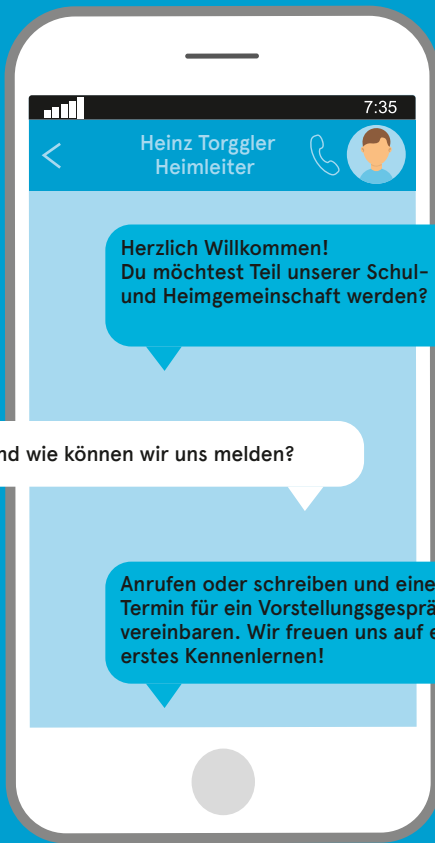 7:35
Heinz Torggler
Heimleiter
Herzlich Willkommen!
Du möchtest Teil unserer Schul-
und Heimgemeinschaft werden?
wie können wir uns melden?
Anrufen oder schreiben und eine
Termin für ein Vorstellungsgesprä
vereinbaren. Wir freuen uns auf e
erstes Kennenlernen!